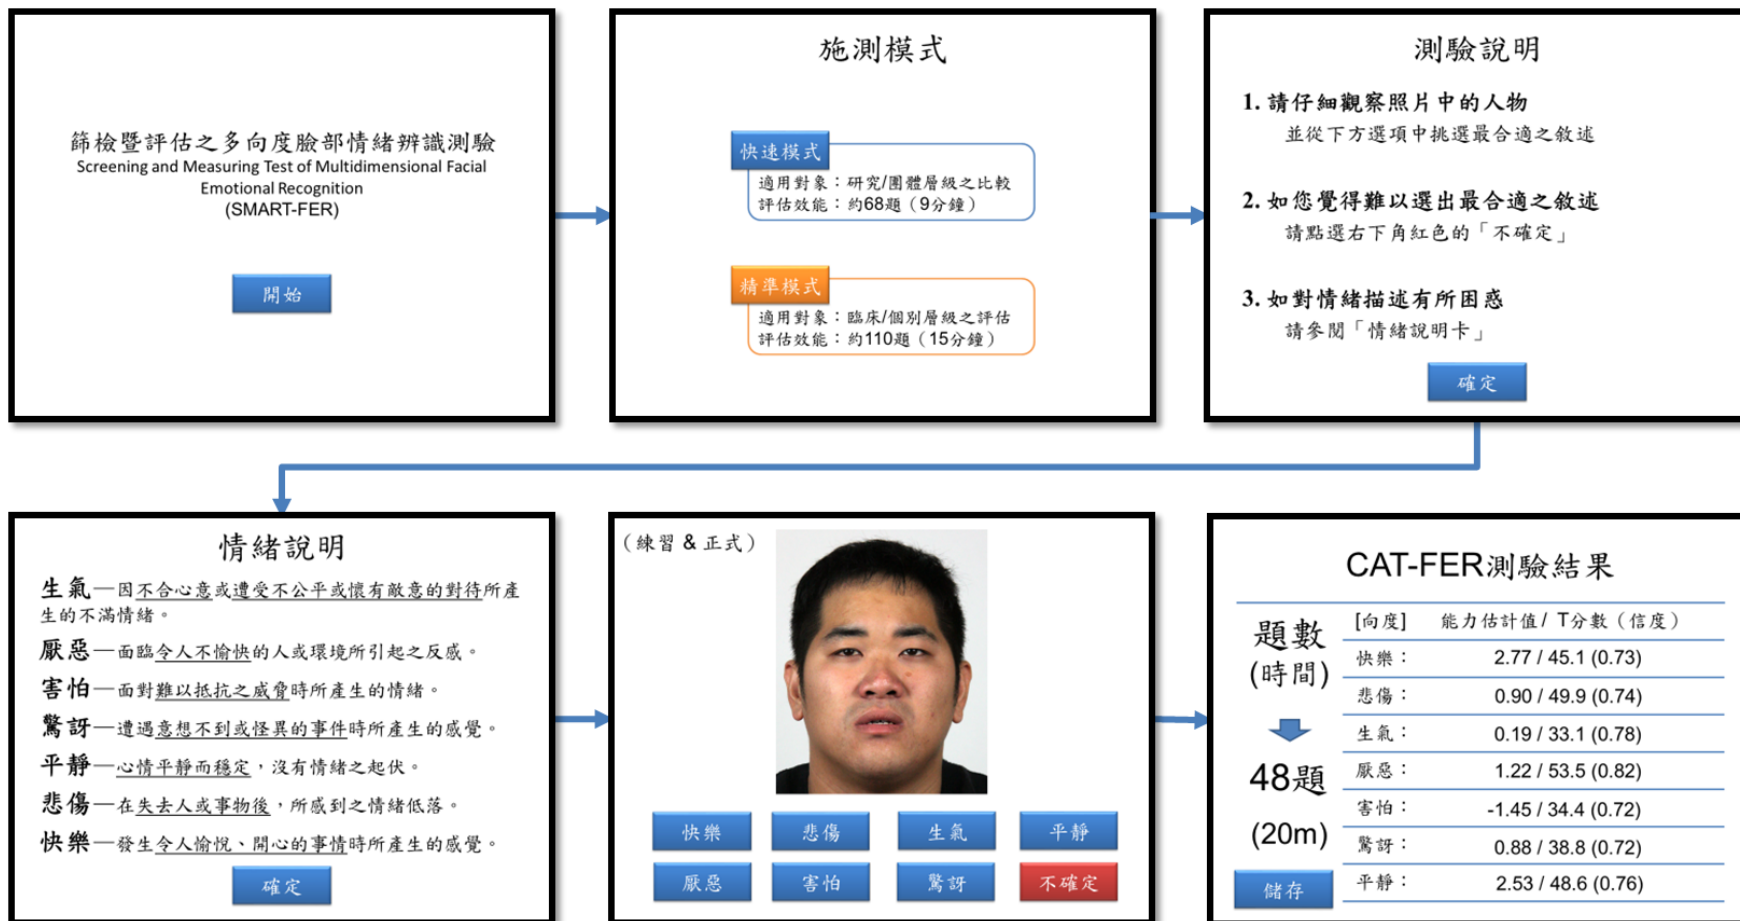 篩檢暨評估之多向度臉部情緒辨識測驗
Screening and Measuring Test of Multidimensional Facial
Emotional Recognition
(SMART-FER)
開始
施測模式
快速模式
適用對象：研究/團體層級之比較
評估效能：約68題（9分鐘）
精準模式
適用對象：臨床/個別層級之評估
評估效能：約110題（15分鐘）
測驗說明
1. 請仔細觀察照片中的人物
並從下方選項中挑選最合適之敘述
2. 如您覺得難以選出最合適之敘述
請點選右下角紅色的「不確定」
3. 如對情緒描述有所困惑
請參閱「情緒說明卡」
確定
情緒說明
生氣—因不合心意或遭受不公平或懷有敵意的對待所產
生的不滿情緒。
厭惡—面臨令人不愉快的人或環境所引起之反感。
害怕—面對難以抵抗之威脅時所產生的情緒。
驚訝—遭遇意想不到或怪異的事件時所產生的感覺。
平靜—心情平靜而穩定，沒有情緒之起伏。
悲傷—在失去人或事物後，所感到之情緒低落。
快樂—發生令人愉悅、開心的事情時所產生的感覺。
確定
（練習 & 正式）
快樂 悲傷 生氣 平靜
厭惡 害怕 驚訝 不確定
CAT-FER測驗結果
題數
(時間)
48題
(20m)
儲存
[向度] 能力估計值 / T分數（信度）
快樂： 2.77 / 45.1 (0.73)
悲傷： 0.90 / 49.9 (0.74)
生氣： 0.19 / 33.1 (0.78)
厭惡： 1.22 / 53.5 (0.82)
害怕： -1.45 / 34.4 (0.72)
驚訝： 0.88 / 38.8 (0.72)
平靜： 2.53 / 48.6 (0.76)